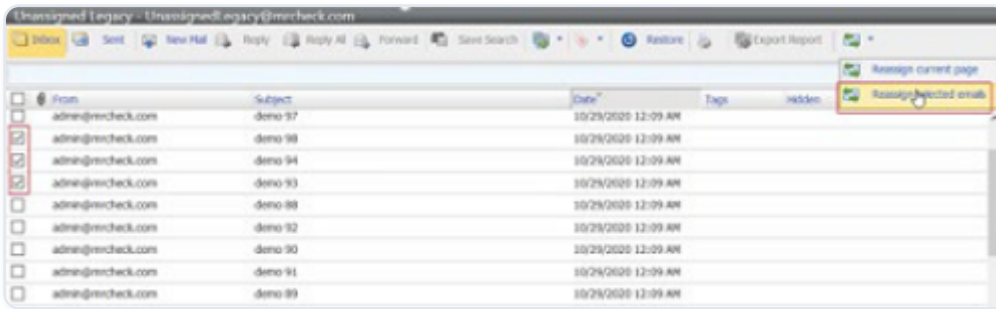 Unassigned Legacy - UnassignedLegacy@mrcheck.com
Inbox Sent New Mail Reply Reply All Forward Save Search Restore Export Report
Reassign current page
From Subject Date Tags Hidden Reassign selected emails
admin@mrcheck.com demo 97 10/29/2020 12:09 AM
admin@mrcheck.com demo 98 10/29/2020 12:09 AM
admin@mrcheck.com demo 94 10/29/2020 12:09 AM
admin@mrcheck.com demo 93 10/29/2020 12:09 AM
admin@mrcheck.com demo 88 10/29/2020 12:09 AM
admin@mrcheck.com demo 92 10/29/2020 12:09 AM
admin@mrcheck.com demo 90 10/29/2020 12:09 AM
admin@mrcheck.com demo 91 10/29/2020 12:09 AM
admin@mrcheck.com demo 89 10/29/2020 12:09 AM